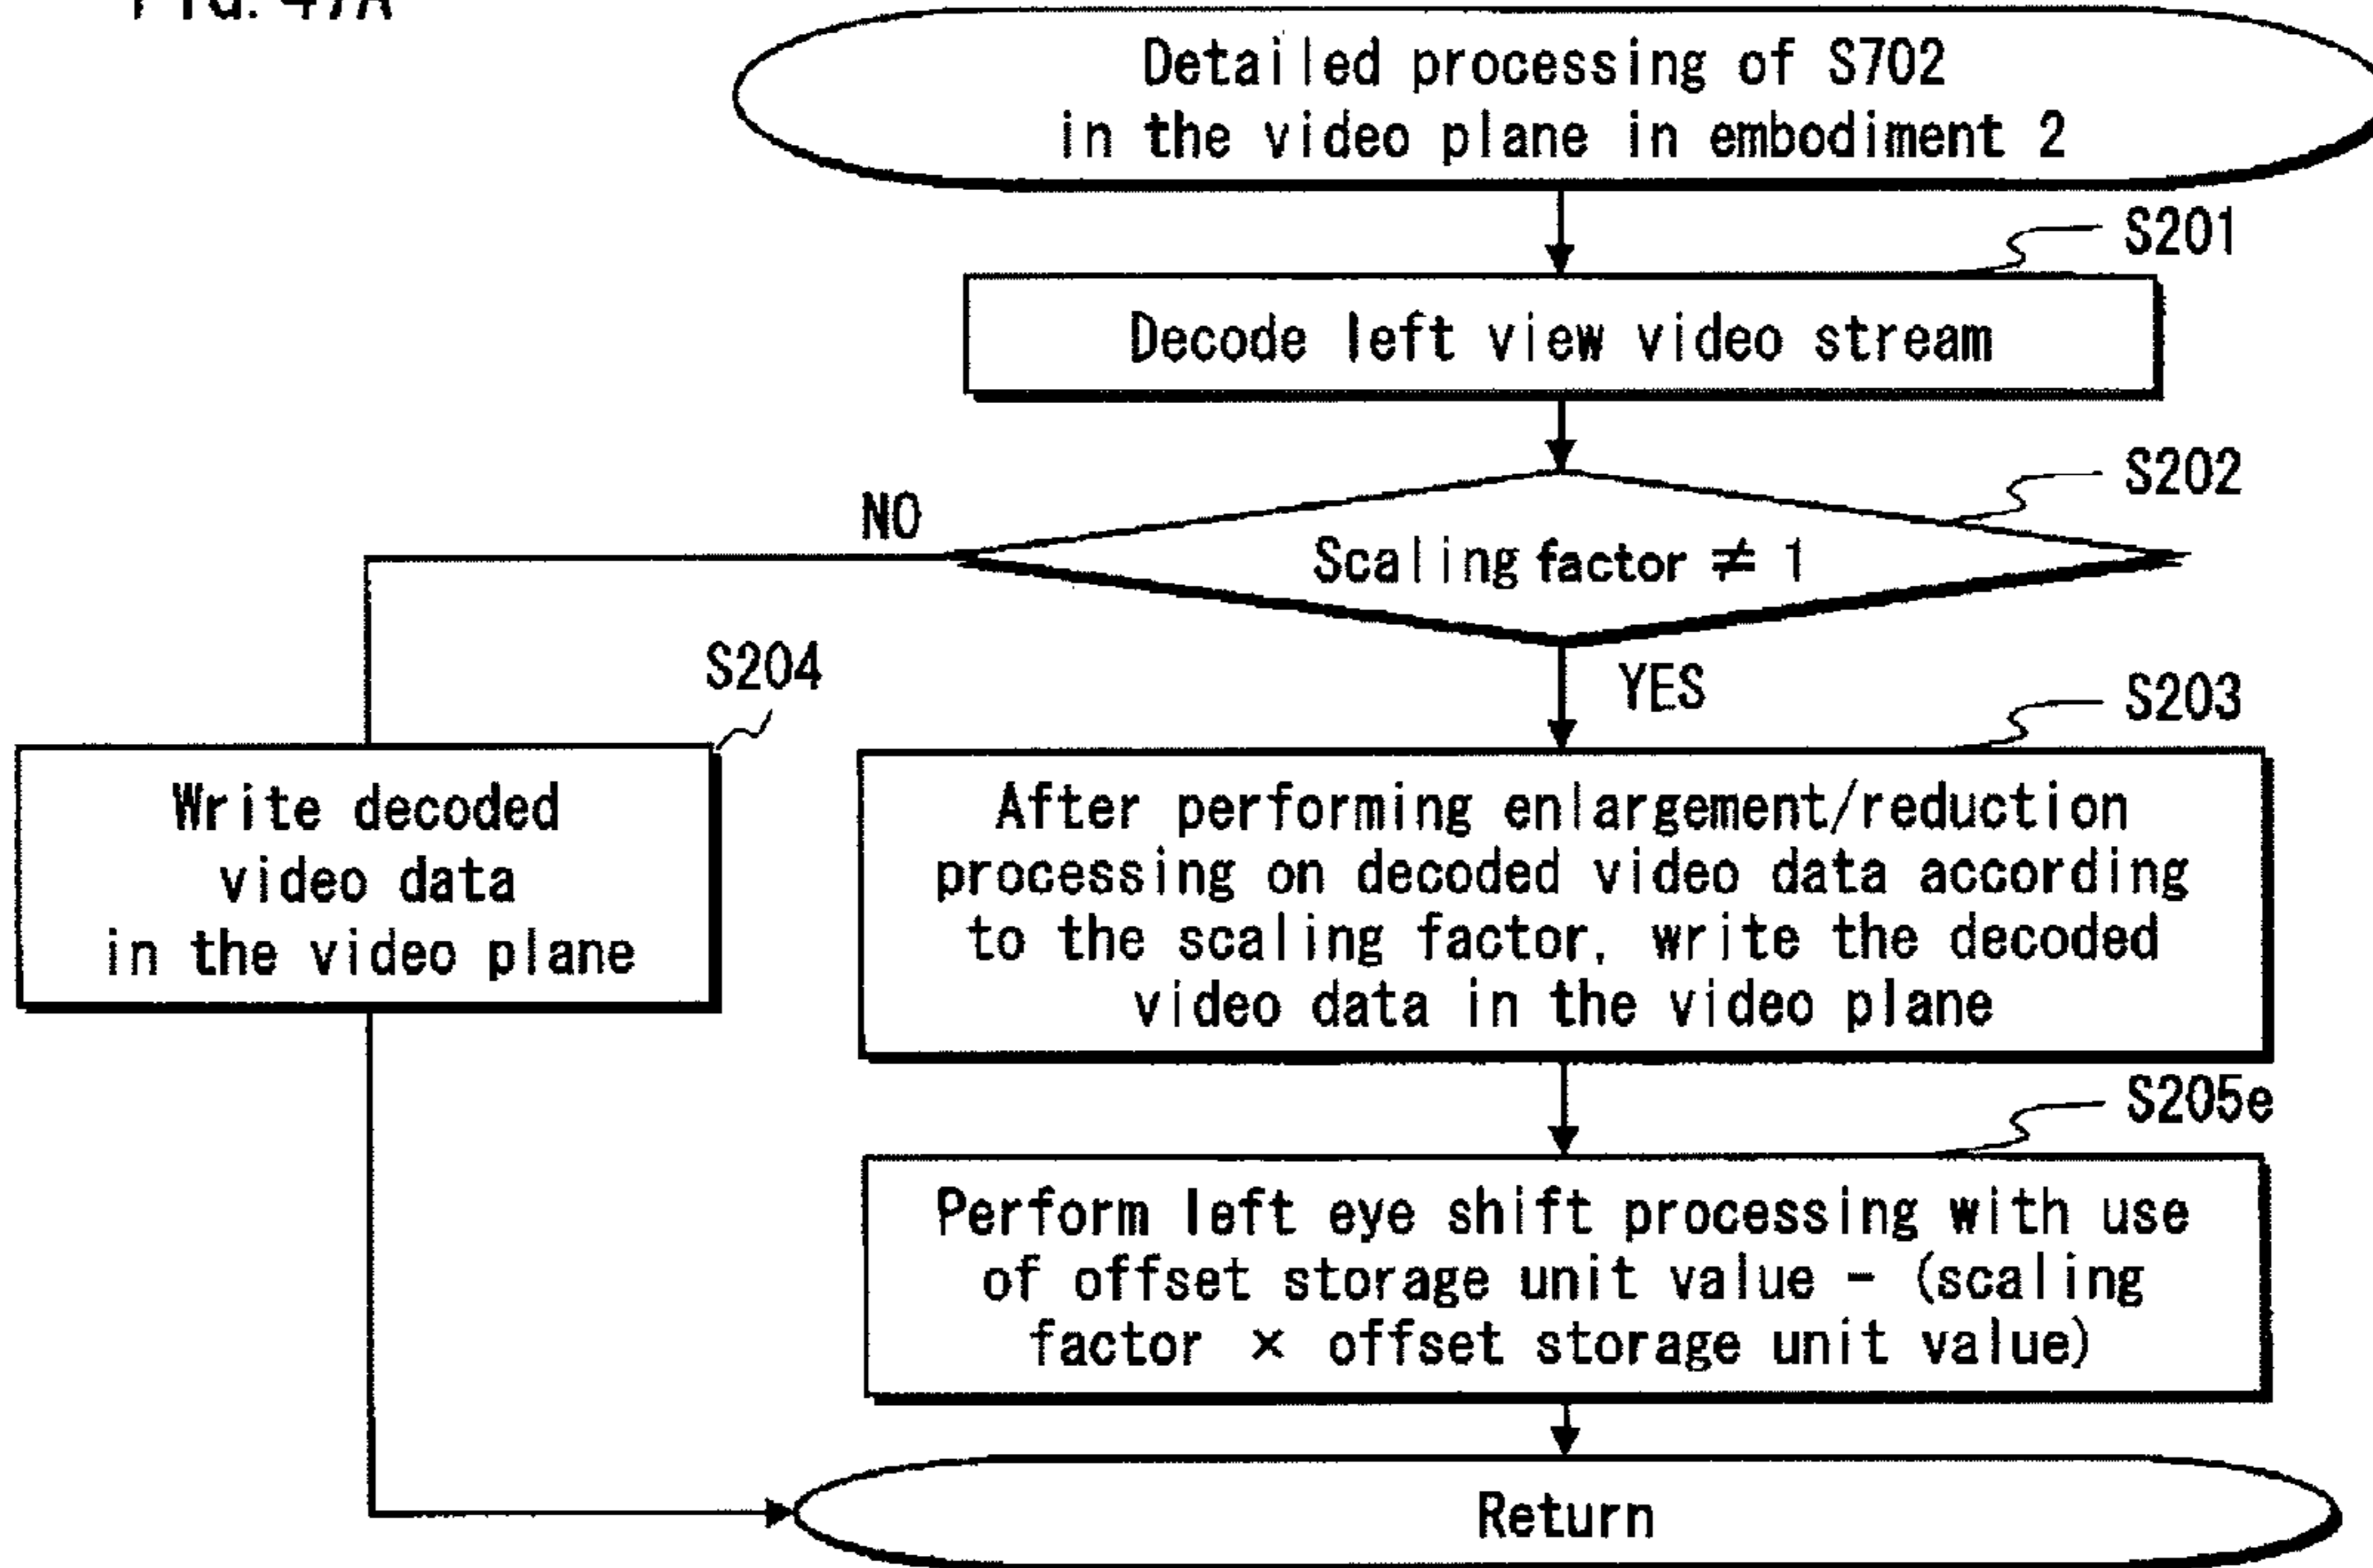 FIG. 47A
Detailed processing of S702
in the video plane in embodiment 2
S201
Decode left view video stream
S202
NO
Scaling factor ≠ 1
YES
S204
Write decoded
video data
in the video plane
S203
After performing enlargement/reduction
processing on decoded video data according
to the scaling factor, write the decoded
video data in the video plane
S205e
Perform left eye shift processing with use
of offset storage unit value - (scaling
factor × offset storage unit value)
Return